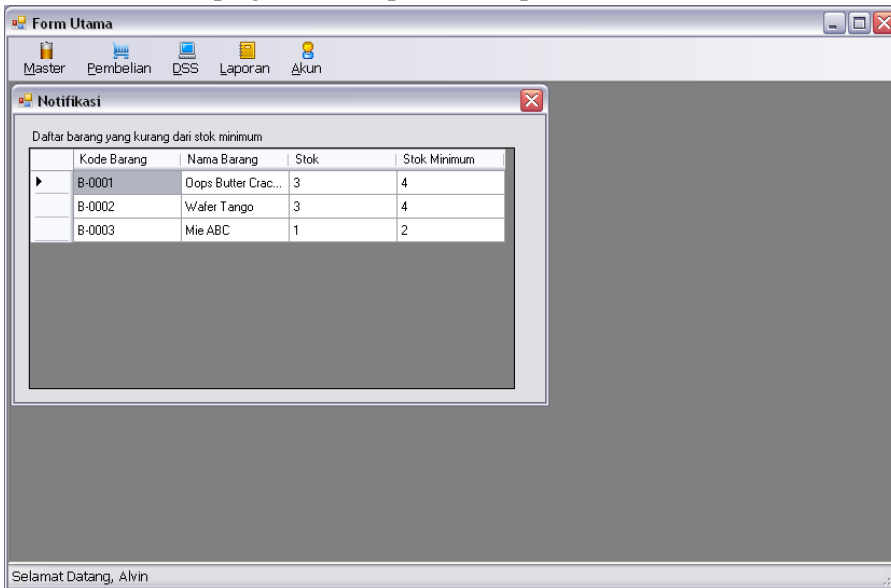 Form Utama
Master Pembelian DSS Laporan Akun
Notifikasi
Daftar barang yang kurang dari stok minimum
Kode Barang Nama Barang Stok Stok Minimum
B-0001 Oops Butter Crac... 3 4
B-0002 Wafer Tango 3 4
B-0003 Mie ABC 1 2
Selamat Datang, Alvin